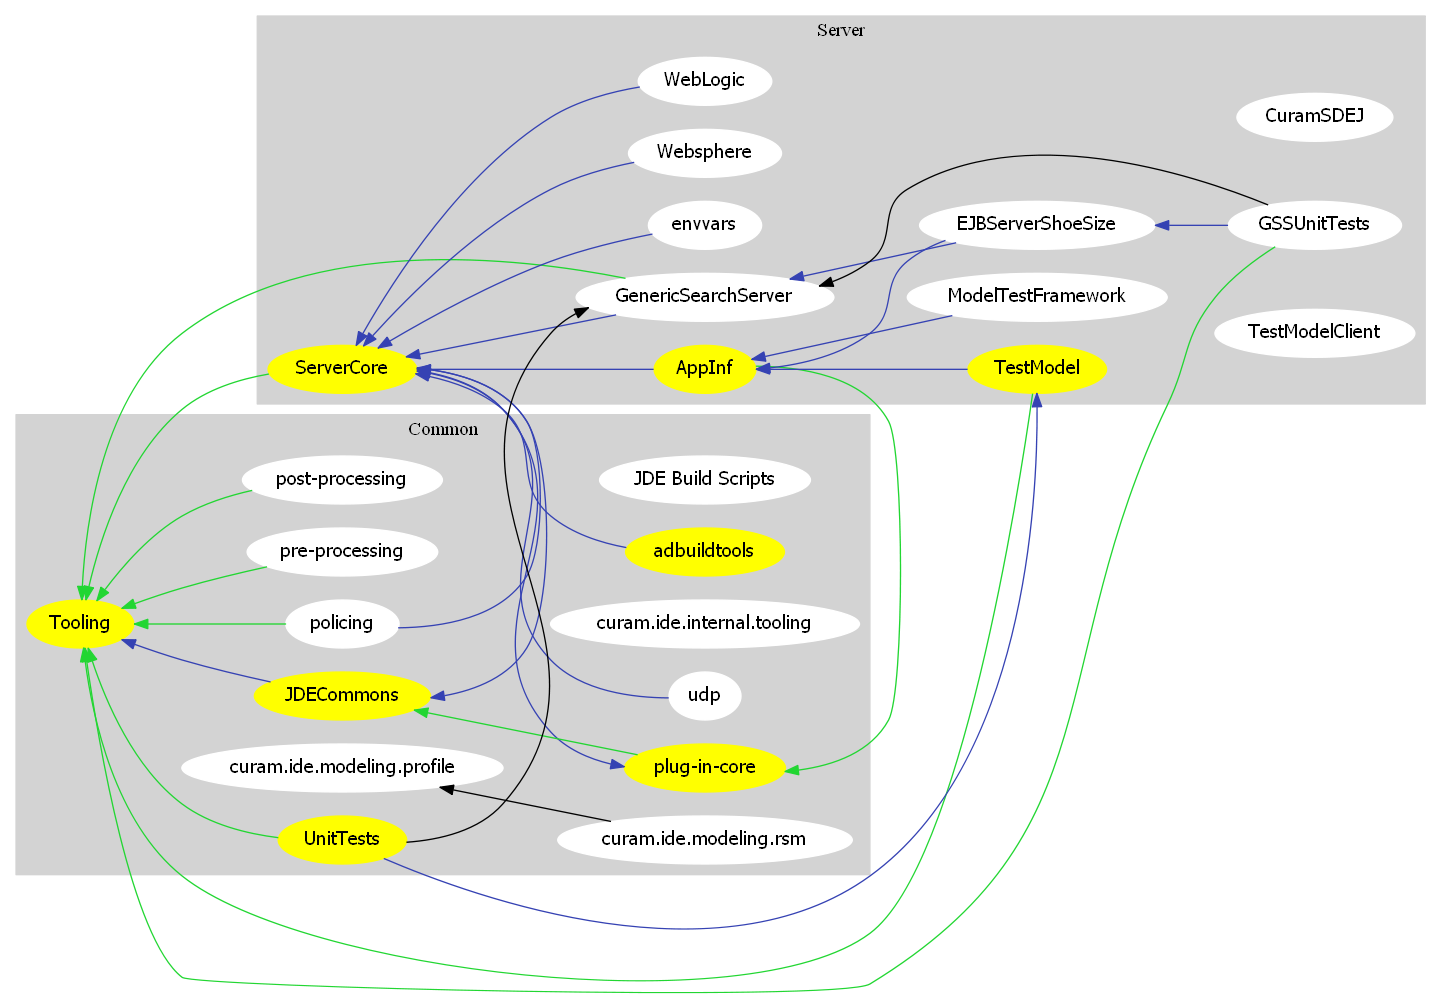 Server
WebLogic
CuramSDEJ
Websphere
envvars
EJBServerShoeSize
GSSUnitTests
GenericSearchServer
ModelTestFramework
TestModelClient
ServerCore
AppInf
TestModel
Common
post-processing
JDE Build Scripts
pre-processing
adbuildtools
Tooling
policing
curam.ide.internal.tooling
JDECommons
udp
curam.ide.modeling.profile
plug-in-core
UnitTests
curam.ide.modeling.rsm